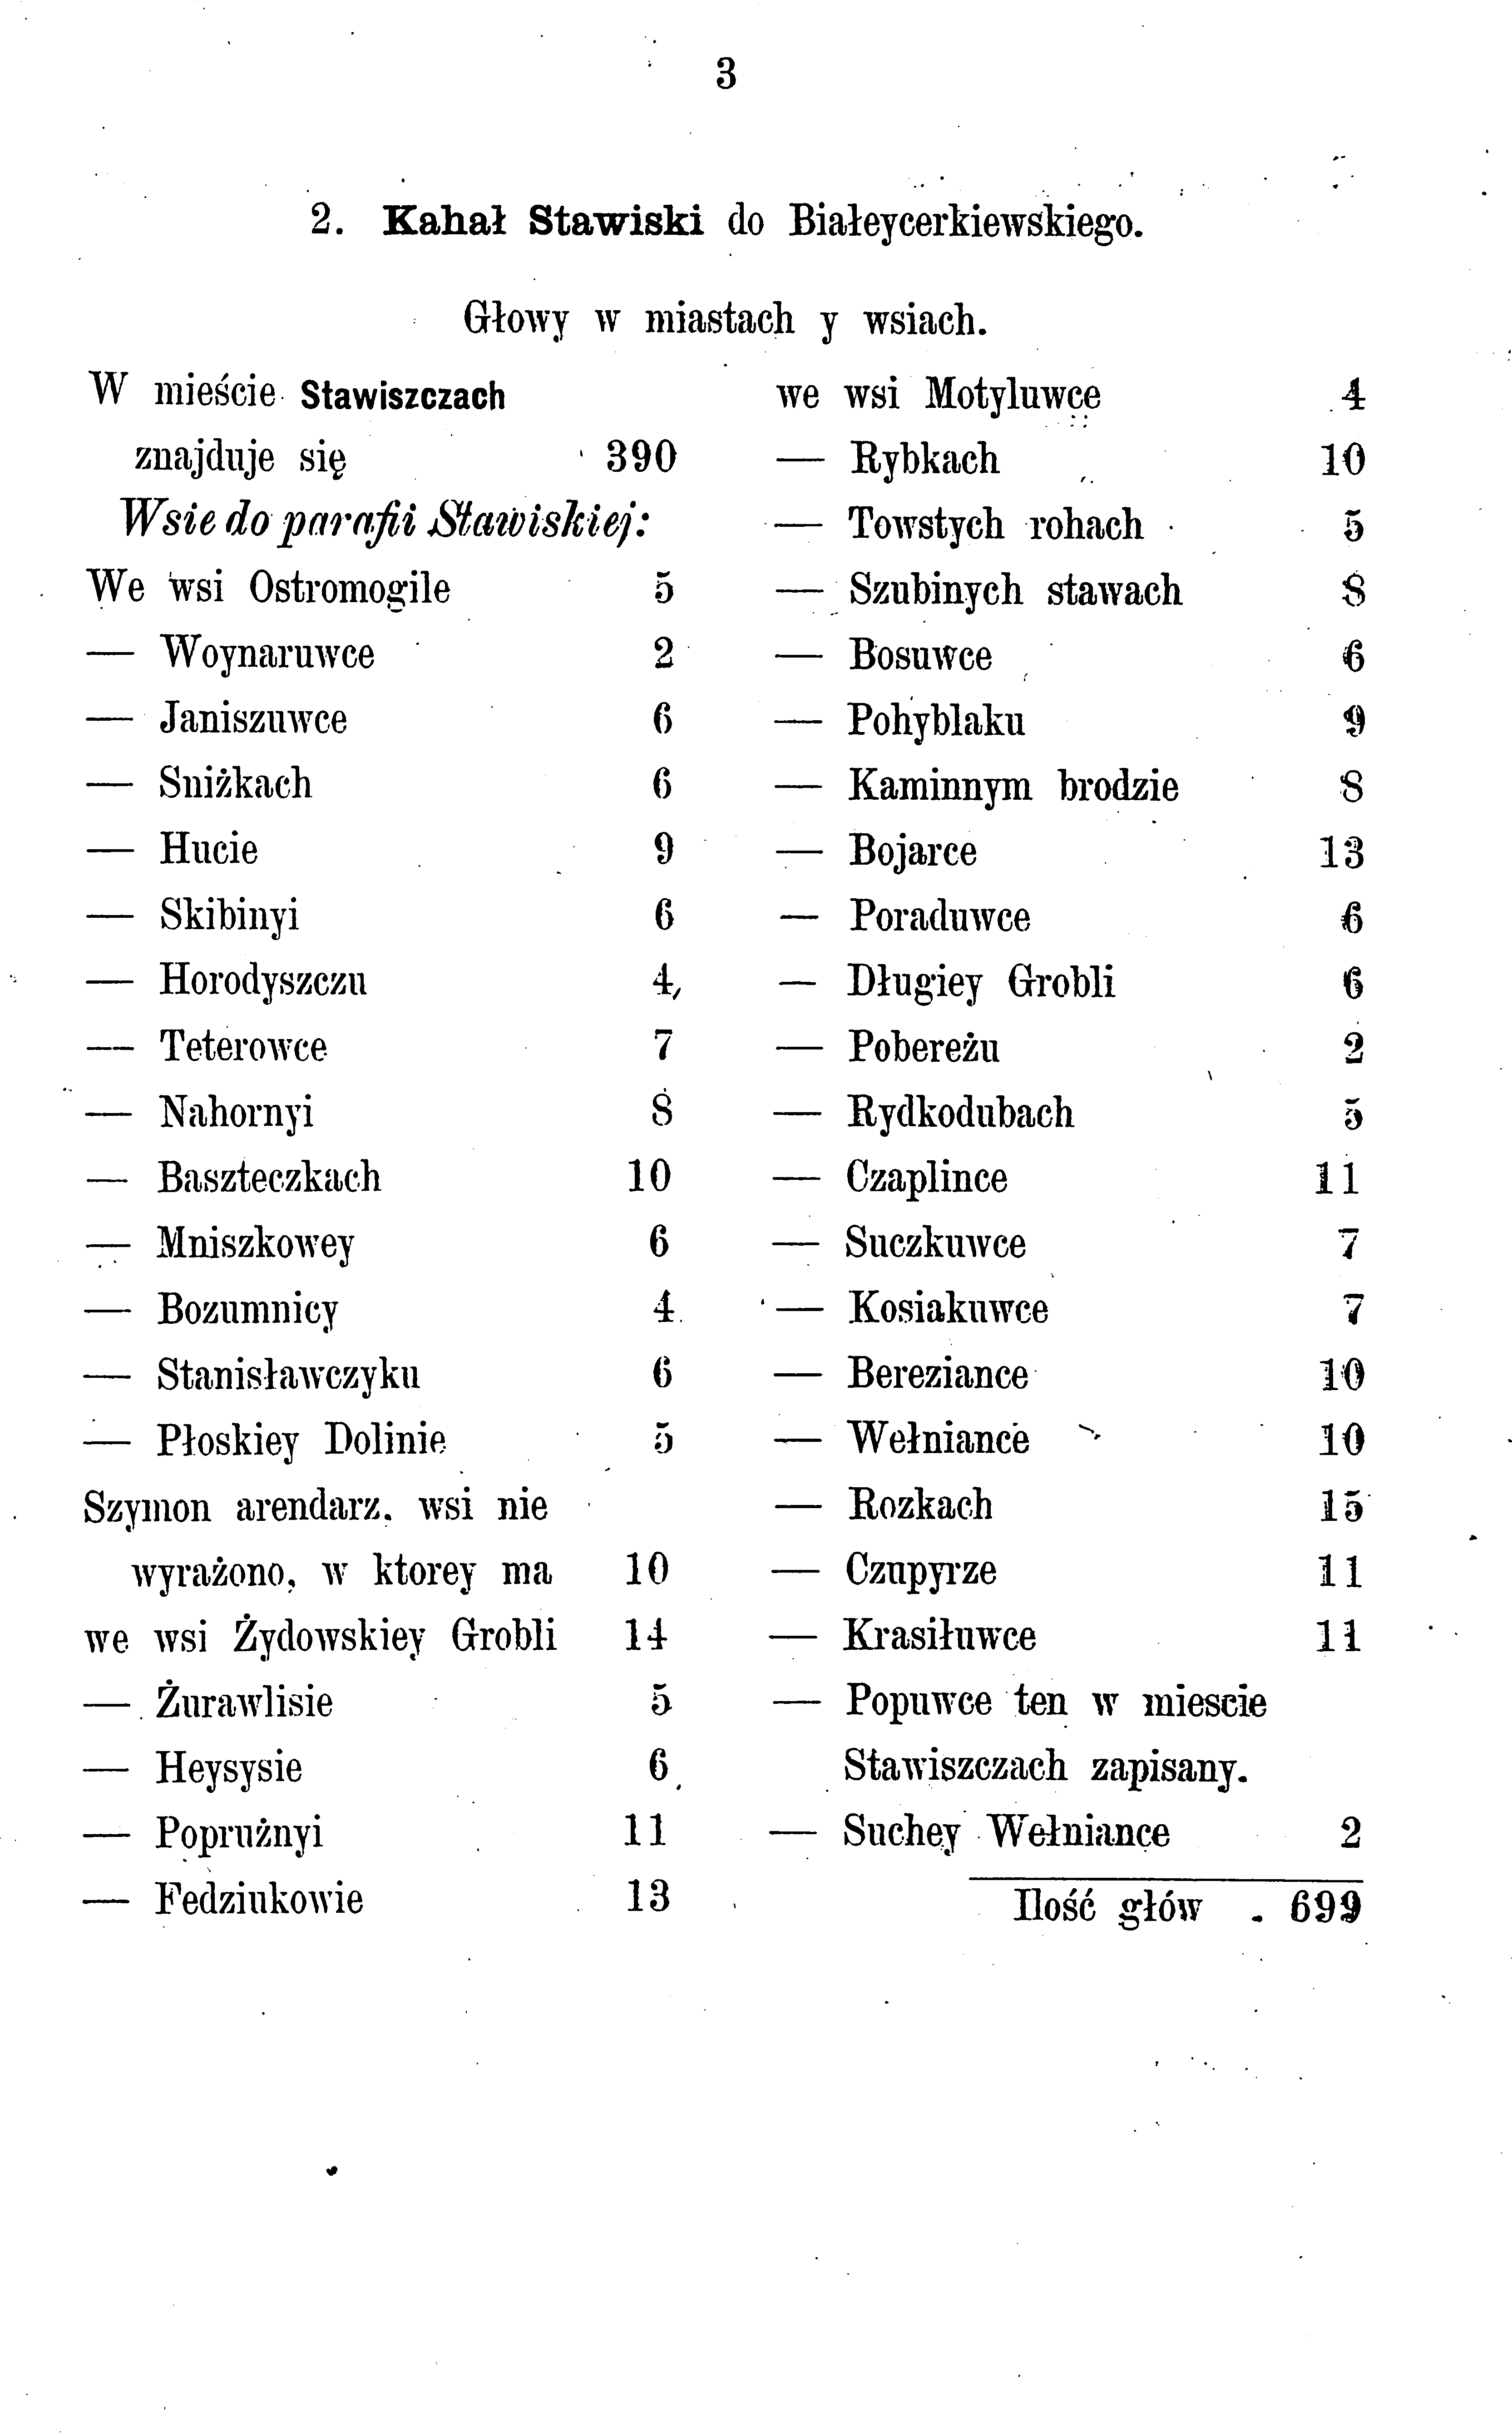 3
2. Kahał Stawiski do Białeycerkiewskiego.
Głowy w miastach y wsiach.
W mieście Stawiszczach
znajduje się 390
Wsie do parafii Stawiskiej:
We wsi Ostromogile 5
— Woynaruwce 2
— Janiszuwce 6
— Sniżkach 6
— Hucie 9
— Skibinyi 6
— Horodyszczu 4
— Teterowce 7
— Nahornyi 8
— Baszteczkach 10
— Mniszkowey 6
— Bozumnicy 4
— Stanisławczyku 6
— Płoskiey Dolinie 5
Szymon arendarz. wsi nie
wyrażono, w ktorey ma 10
we wsi Żydowskiey Grobli 14
— Żurawlisie 5
— Heysysie 6
— Poprużnyi 11
— Fedziukowie 13
we wsi Motyluwce 4
— Rybkach 10
— Towstych rohach 5
— Szubinych stawach 8
— Bosuwce 6
— Pohyblaku 9
— Kaminnym brodzie 8
— Bojarce 13
— Poraduwce 6
— Długiey Grobli 6
— Pobereżu 2
— Rydkodubach 5
— Czaplince 11
— Suczkuwce 7
— Kosiakuwce 7
— Bereziance 10
— Wełniance 10
— Rozkach 15
— Czupyrze 11
— Krasiłuwce 11
— Popuwce ten w miescie
Stawiszczach zapisany.
— Suchey Wełniance 2
Ilość głów . 699